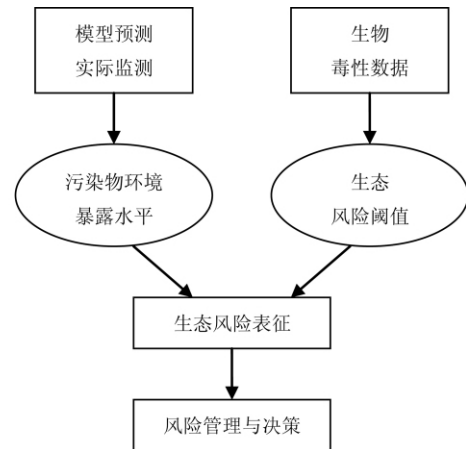 模型预测
实际监测
生物
毒性数据
污染物环境
暴露水平
生态
风险阈值
生态风险表征
风险管理与决策